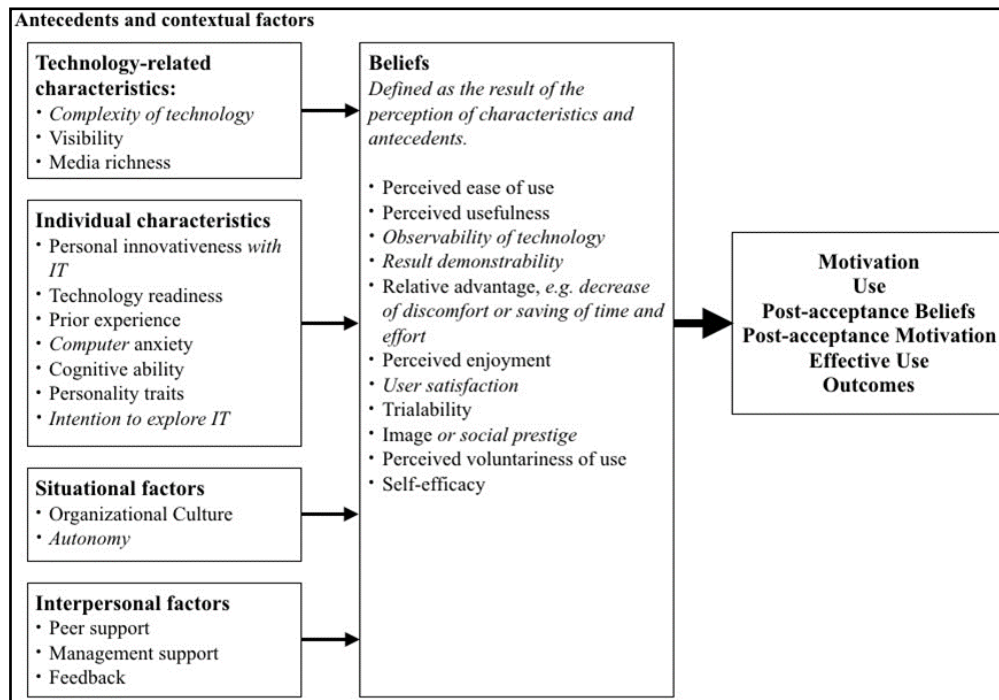 Antecedents and contextual factors
Technology-related
characteristics:
• Complexity of technology
• Visibility
• Media richness
Individual characteristics
• Personal innovativeness with
IT
• Technology readiness
• Prior experience
• Computer anxiety
• Cognitive ability
• Personality traits
• Intention to explore IT
Situational factors
• Organizational Culture
• Autonomy
Interpersonal factors
• Peer support
• Management support
• Feedback
Beliefs
Defined as the result of the
perception of characteristics and
antecedents.
• Perceived ease of use
• Perceived usefulness
• Observability of technology
• Result demonstrability
• Relative advantage, e.g. decrease
of discomfort or saving of time and
effort
• Perceived enjoyment
• User satisfaction
• Trialability
• Image or social prestige
• Perceived voluntariness of use
• Self-efficacy
Motivation
Use
Post-acceptance Beliefs
Post-acceptance Motivation
Effective Use
Outcomes